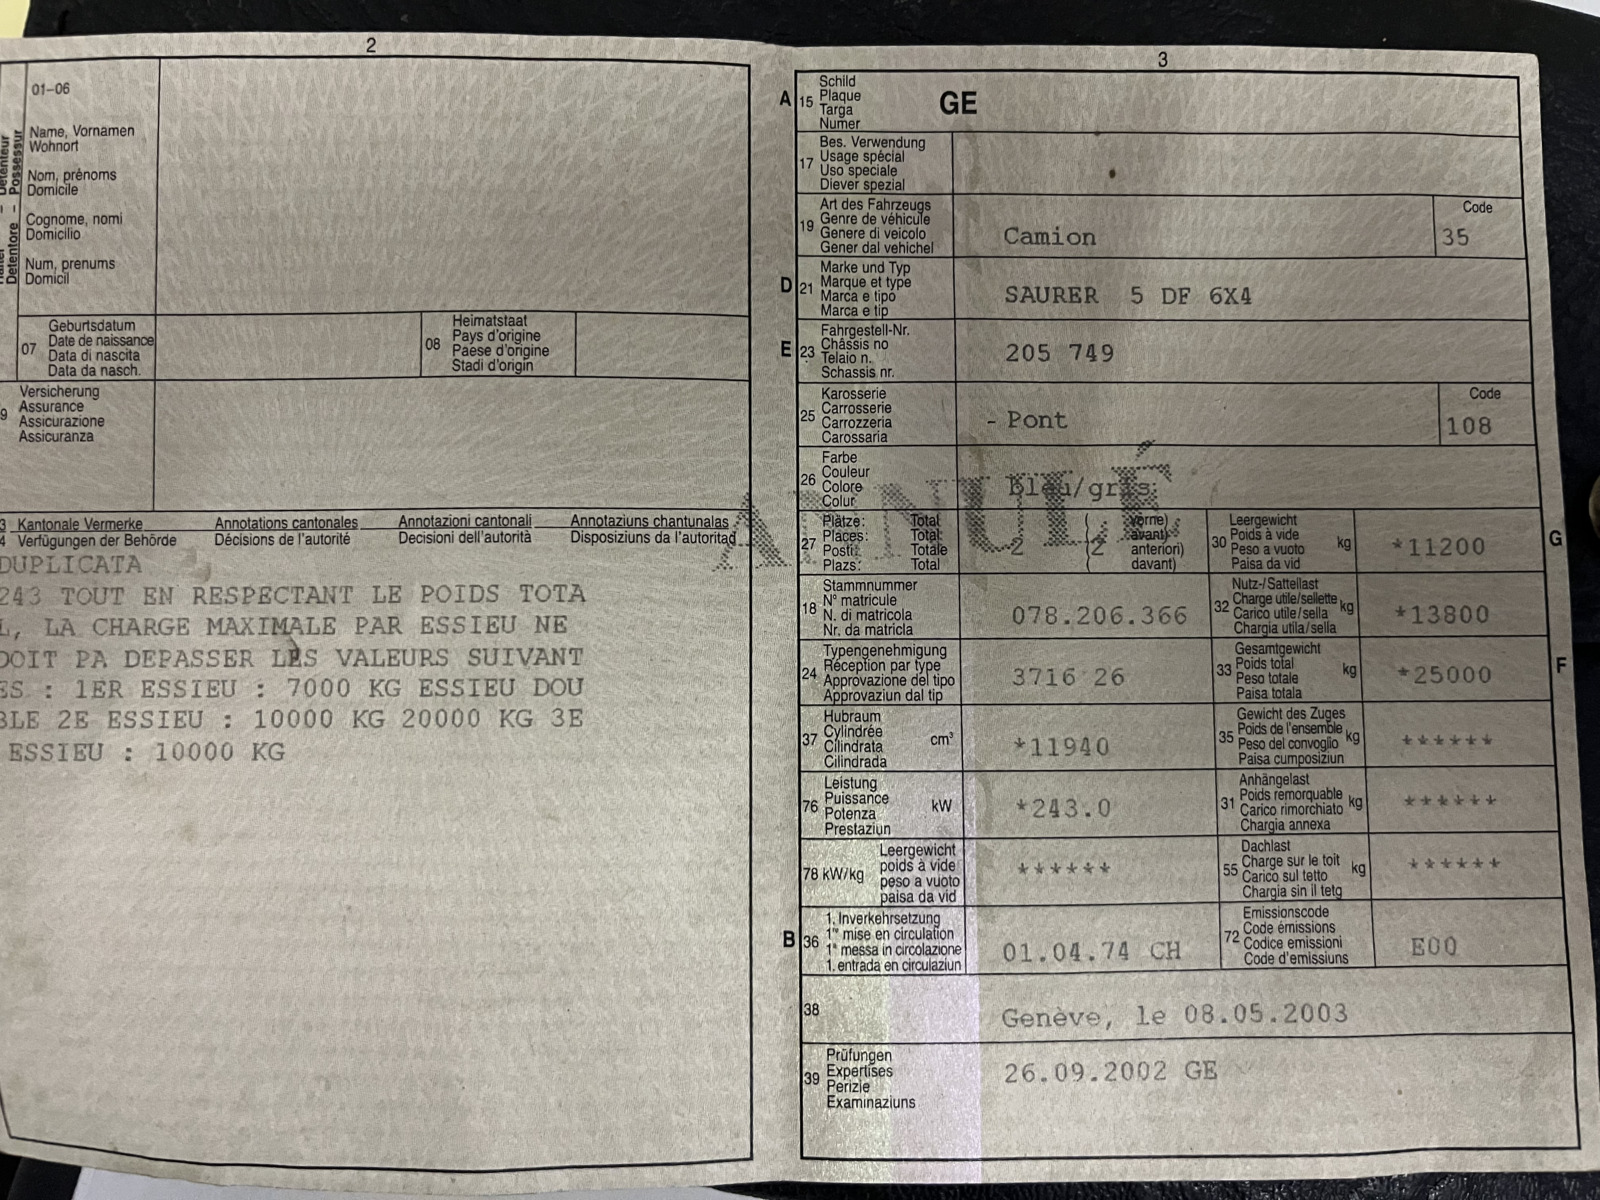 2
01-06
Halter – Détenteur
Detentore – Possessur
Name, Vornamen
Wohnort
Nom, prénoms
Domicile
Cognome, nomi
Domicilio
Num, prenums
Domicil
07
Geburtsdatum
Date de naissance
Data di nascita
Data da nasch.
08
Heimatstaat
Pays d'origine
Paese d'origine
Stadi d'origin
9
Versicherung
Assurance
Assicurazione
Assicuranza
3 Kantonale Vermerke Annotations cantonales Annotazioni cantonali Annotaziuns chantunalas
4 Verfügungen der Behörde Décisions de l'autorité Decisioni dell'autorità Disposiziuns da l'autoritad
DUPLICATA
243 TOUT EN RESPECTANT LE POIDS TOTA
L, LA CHARGE MAXIMALE PAR ESSIEU NE
DOIT PA DEPASSER LES VALEURS SUIVANT
ES : 1ER ESSIEU : 7000 KG ESSIEU DOU
BLE 2E ESSIEU : 10000 KG 20000 KG 3E
ESSIEU : 10000 KG
ANNULÉ
3
A 15
Schild
Plaque
Targa
Numer
GE
17
Bes. Verwendung
Usage spécial
Uso speciale
Diever spezial
19
Art des Fahrzeugs
Genre de véhicule
Genere di veicolo
Gener dal vehichel
Camion
Code
35
D 21
Marke und Typ
Marque et type
Marca e tipo
Marca e tip
SAURER 5 DF 6X4
E 23
Fahrgestell-Nr.
Châssis no
Telaio n.
Schassis nr.
205 749
25
Karosserie
Carrosserie
Carrozzeria
Carossaria
- Pont
Code
108
26
Farbe
Couleur
Colore
Colur
Bleu/gris
27
Plätze: Total
Places: Total
Posti: Totale
Plazs: Total
2
(2
vorne)
avant)
anteriori)
davant)
30
Leergewicht
Poids à vide
Peso a vuoto
Paisa da vid
kg
*11200
G
18
Stammnummer
N° matricule
N. di matricola
Nr. da matricla
078.206.366
32
Nutz-/Sattellast
Charge utile/sellette
Carico utile/sella
Chargia utila/sella
kg
*13800
24
Typengenehmigung
Réception par type
Approvazione del tipo
Approvaziun dal tip
3716 26
33
Gesamtgewicht
Poids total
Peso totale
Paisa totala
kg
*25000
F
37
Hubraum
Cylindrée
Cilindrata
Cilindrada
cm³
*11940
35
Gewicht des Zuges
Poids de l'ensemble
Peso del convoglio
Paisa cumposiziun
kg
******
76
Leistung
Puissance
Potenza
Prestaziun
kW
*243.0
31
Anhängelast
Poids remorquable
Carico rimorchiato
Chargia annexa
kg
******
78 kW/kg
Leergewicht
poids à vide
peso a vuoto
paisa da vid
******
55
Dachlast
Charge sur le toit
Carico sul tetto
Chargia sin il tetg
kg
******
B 36
1. Inverkehrsetzung
1re mise en circulation
1a messa in circolazione
1. entrada en circulaziun
01.04.74 CH
72
Emissionscode
Code émissions
Codice emissioni
Code d'emissiuns
E00
38
Genève, le 08.05.2003
39
Prüfungen
Expertises
Perizie
Examinaziuns
26.09.2002 GE